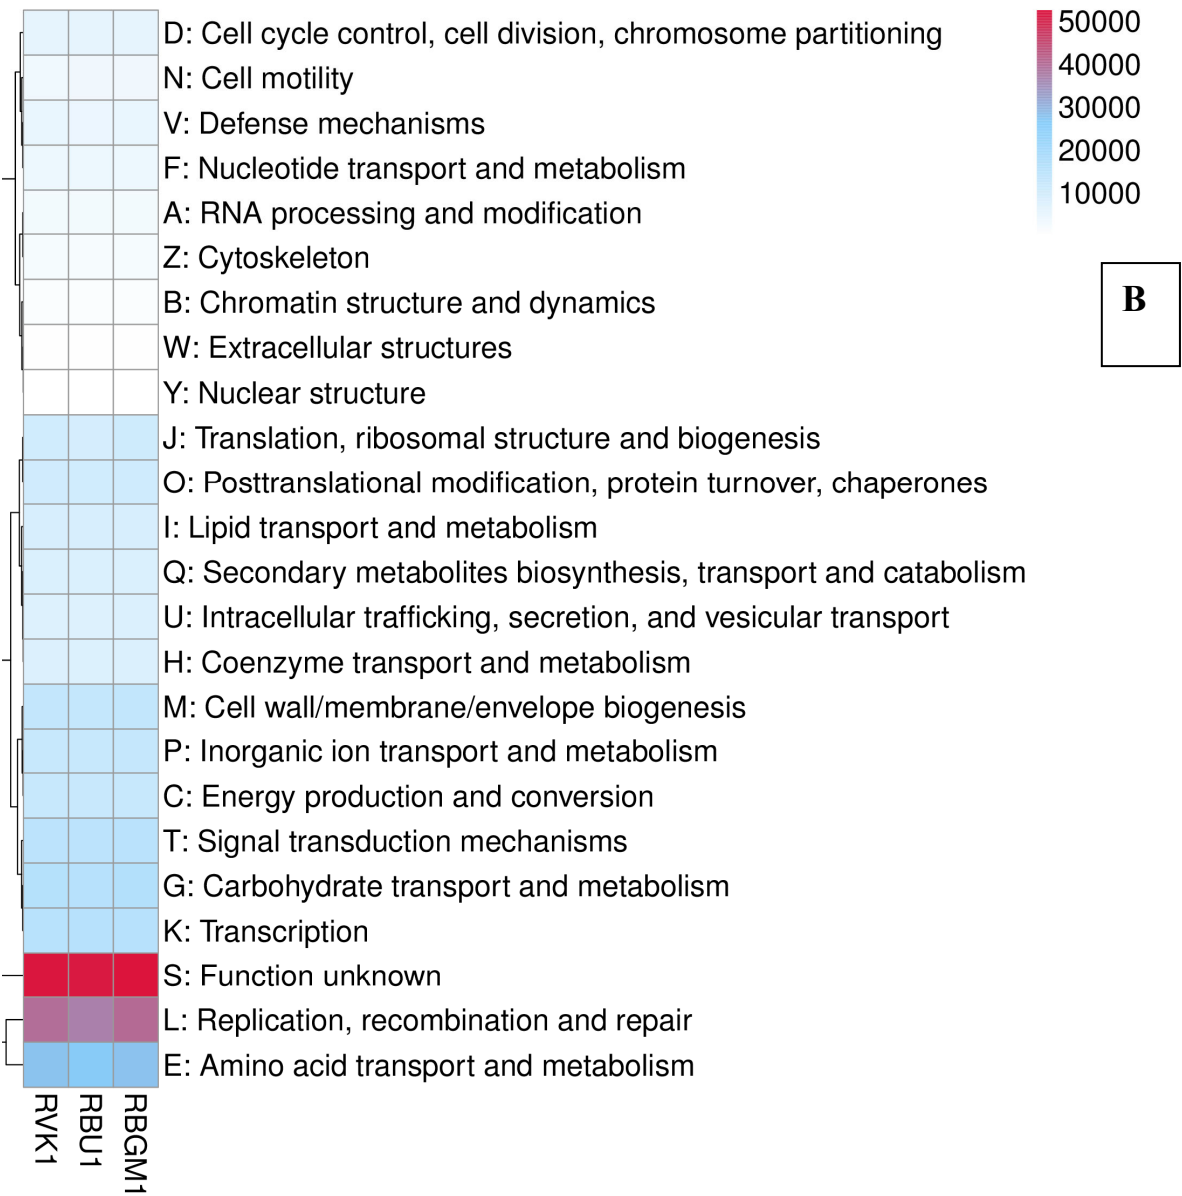 D: Cell cycle control, cell division, chromosome partitioning
N: Cell motility
V: Defense mechanisms
F: Nucleotide transport and metabolism
A: RNA processing and modification
Z: Cytoskeleton
B: Chromatin structure and dynamics
W: Extracellular structures
Y: Nuclear structure
J: Translation, ribosomal structure and biogenesis
O: Posttranslational modification, protein turnover, chaperones
I: Lipid transport and metabolism
Q: Secondary metabolites biosynthesis, transport and catabolism
U: Intracellular trafficking, secretion, and vesicular transport
H: Coenzyme transport and metabolism
M: Cell wall/membrane/envelope biogenesis
P: Inorganic ion transport and metabolism
C: Energy production and conversion
T: Signal transduction mechanisms
G: Carbohydrate transport and metabolism
K: Transcription
S: Function unknown
L: Replication, recombination and repair
E: Amino acid transport and metabolism
RVK1
RBU1
RBGM1
50000
40000
30000
20000
10000
B